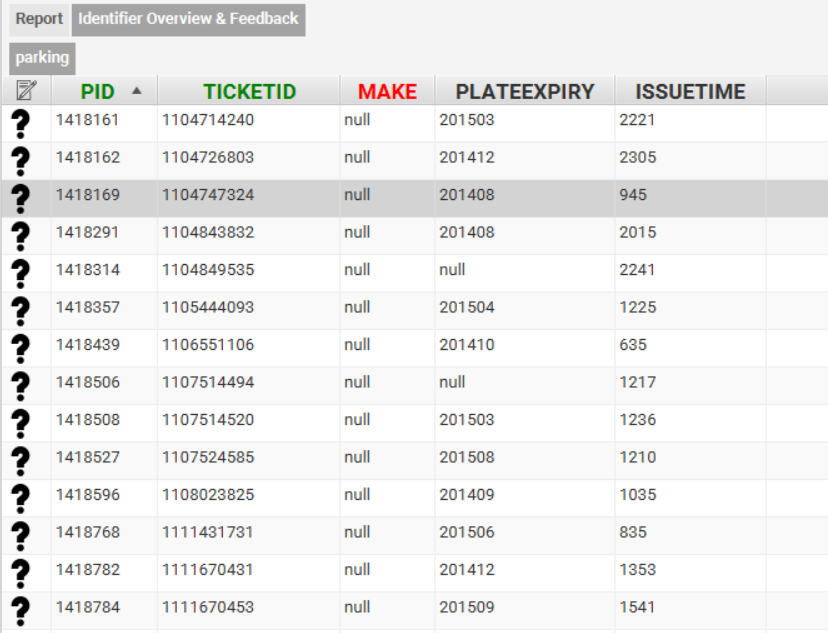 Report Identifier Overview & Feedback
parking
PID TICKETID MAKE PLATEEXPIRY ISSUETIME
1418161 1104714240 null 201503 2221
1418162 1104726803 null 201412 2305
1418169 1104747324 null 201408 945
1418291 1104843832 null 201408 2015
1418314 1104849535 null null 2241
1418357 1105444093 null 201504 1225
1418439 1106551106 null 201410 635
1418506 1107514494 null null 1217
1418508 1107514520 null 201503 1236
1418527 1107524585 null 201508 1210
1418596 1108023825 null 201409 1035
1418768 1111431731 null 201506 835
1418782 1111670431 null 201412 1353
1418784 1111670453 null 201509 1541